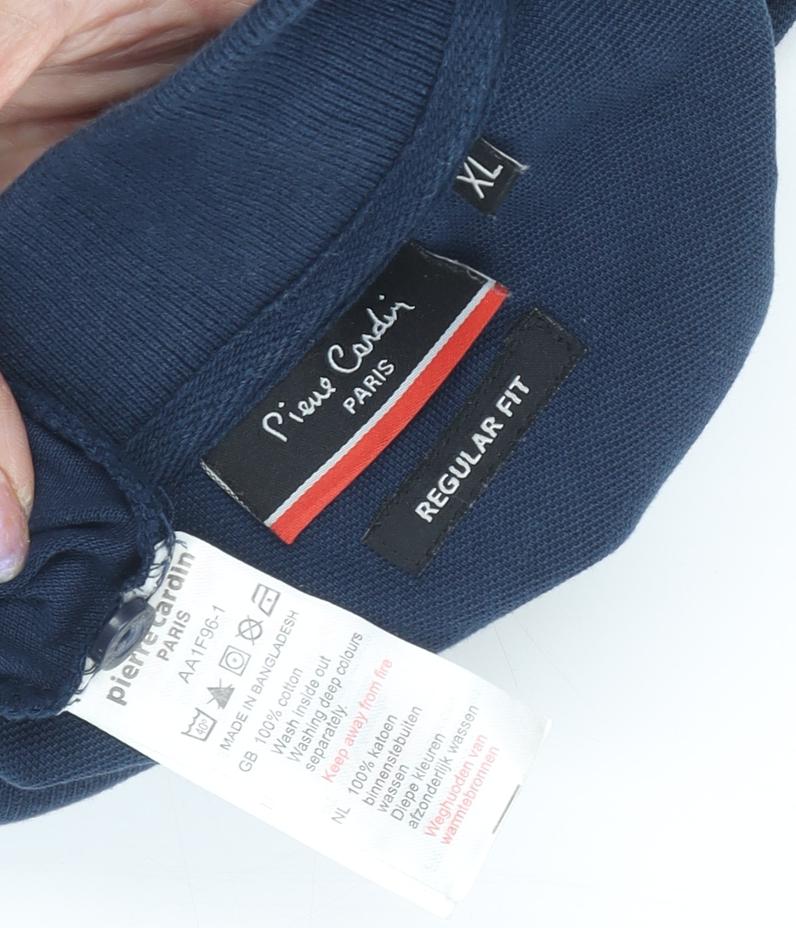 XL
Pierre Cardin
PARIS
REGULAR FIT
pierre cardin
PARIS
AA1F96-1
40°
MADE IN BANGLADESH
GB 100% cotton
Wash inside out
Washing deep colours
separately.
Keep away from fire
NL 100% katoen
binnenstebuiten
wassen
Diepe kleuren
afzonderlijk wassen
Weghuoden van
warmtebronnen